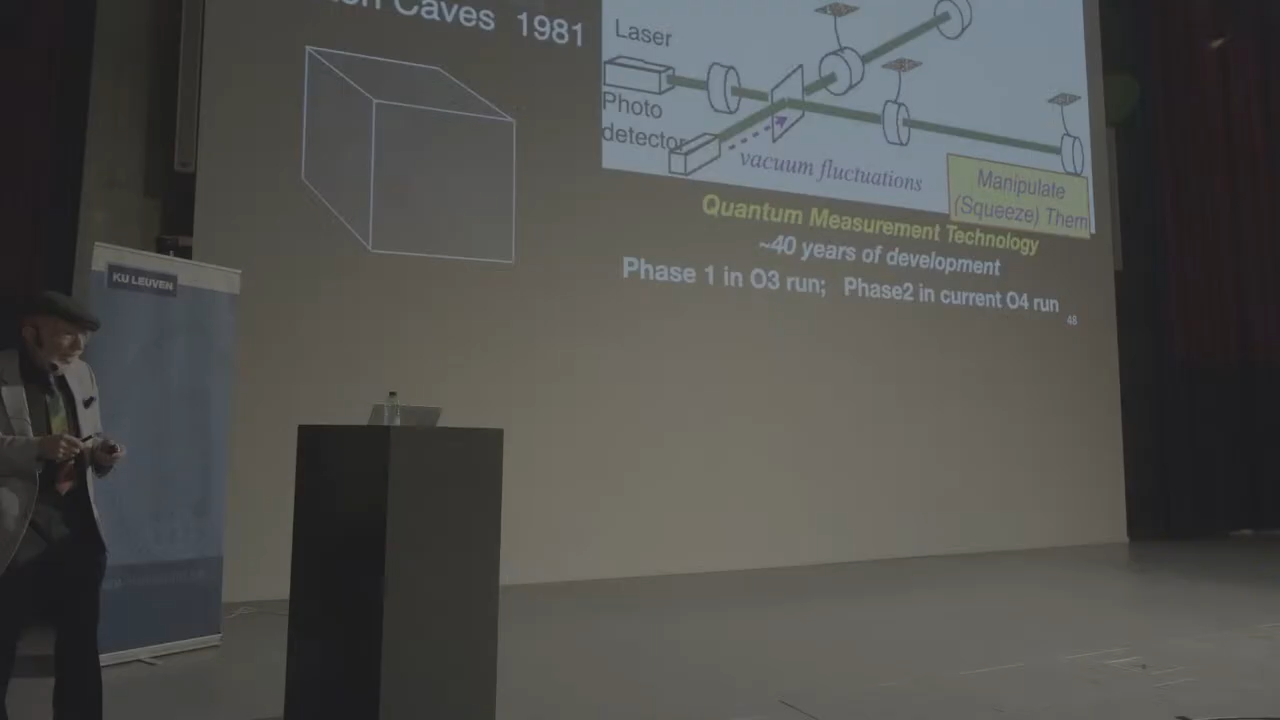 Caves 1981
Laser
Photo
detector
vacuum fluctuations
Manipulate
(Squeeze) Them
Quantum Measurement Technology
~40 years of development
Phase 1 in O3 run; Phase2 in current O4 run
48
KU LEUVEN